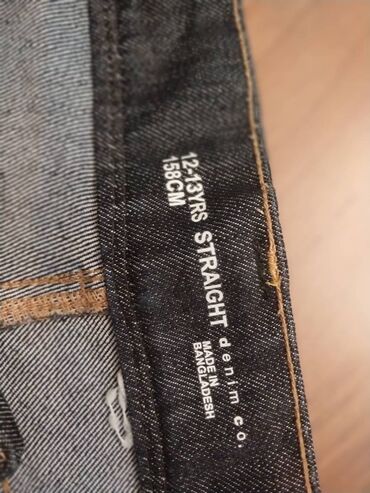 12-13YRS
158CM
STRAIGHT
denim co.
MADE IN
BANGLADESH